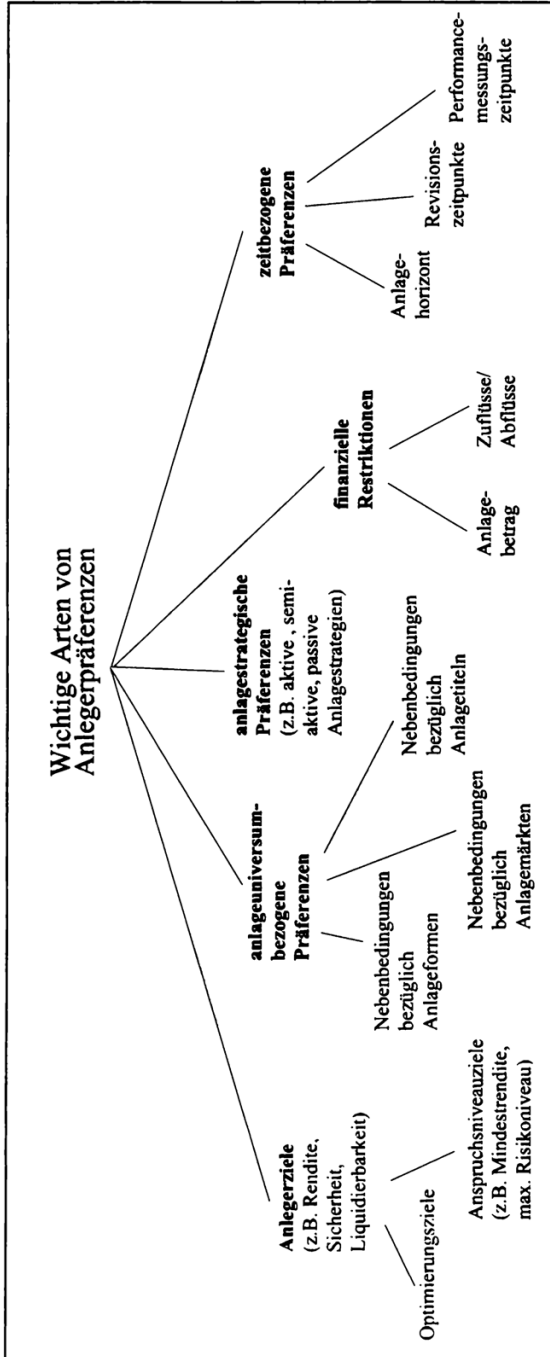 Wichtige Arten von
Anlegerpräferenzen
Anlegerziele
(z.B. Rendite,
Sicherheit,
Liquidierbarkeit)
Optimierungsziele
Anspruchsniveauziele
(z.B. Mindestrendite,
max. Risikoniveau)
anlageuniversum-
bezogene
Präferenzen
Nebenbedingungen
bezüglich
Anlageformen
Nebenbedingungen
bezüglich
Anlagemärkten
Nebenbedingungen
bezüglich
Anlagetiteln
anlagestrategische
Präferenzen
(z.B. aktive , semi-
aktive, passive
Anlagestrategien)
finanzielle
Restriktionen
Anlage-
betrag
Zuflüsse/
Abflüsse
zeitbezogene
Präferenzen
Anlage-
horizont
Revisions-
zeitpunkte
Performance-
messungs-
zeitpunkte